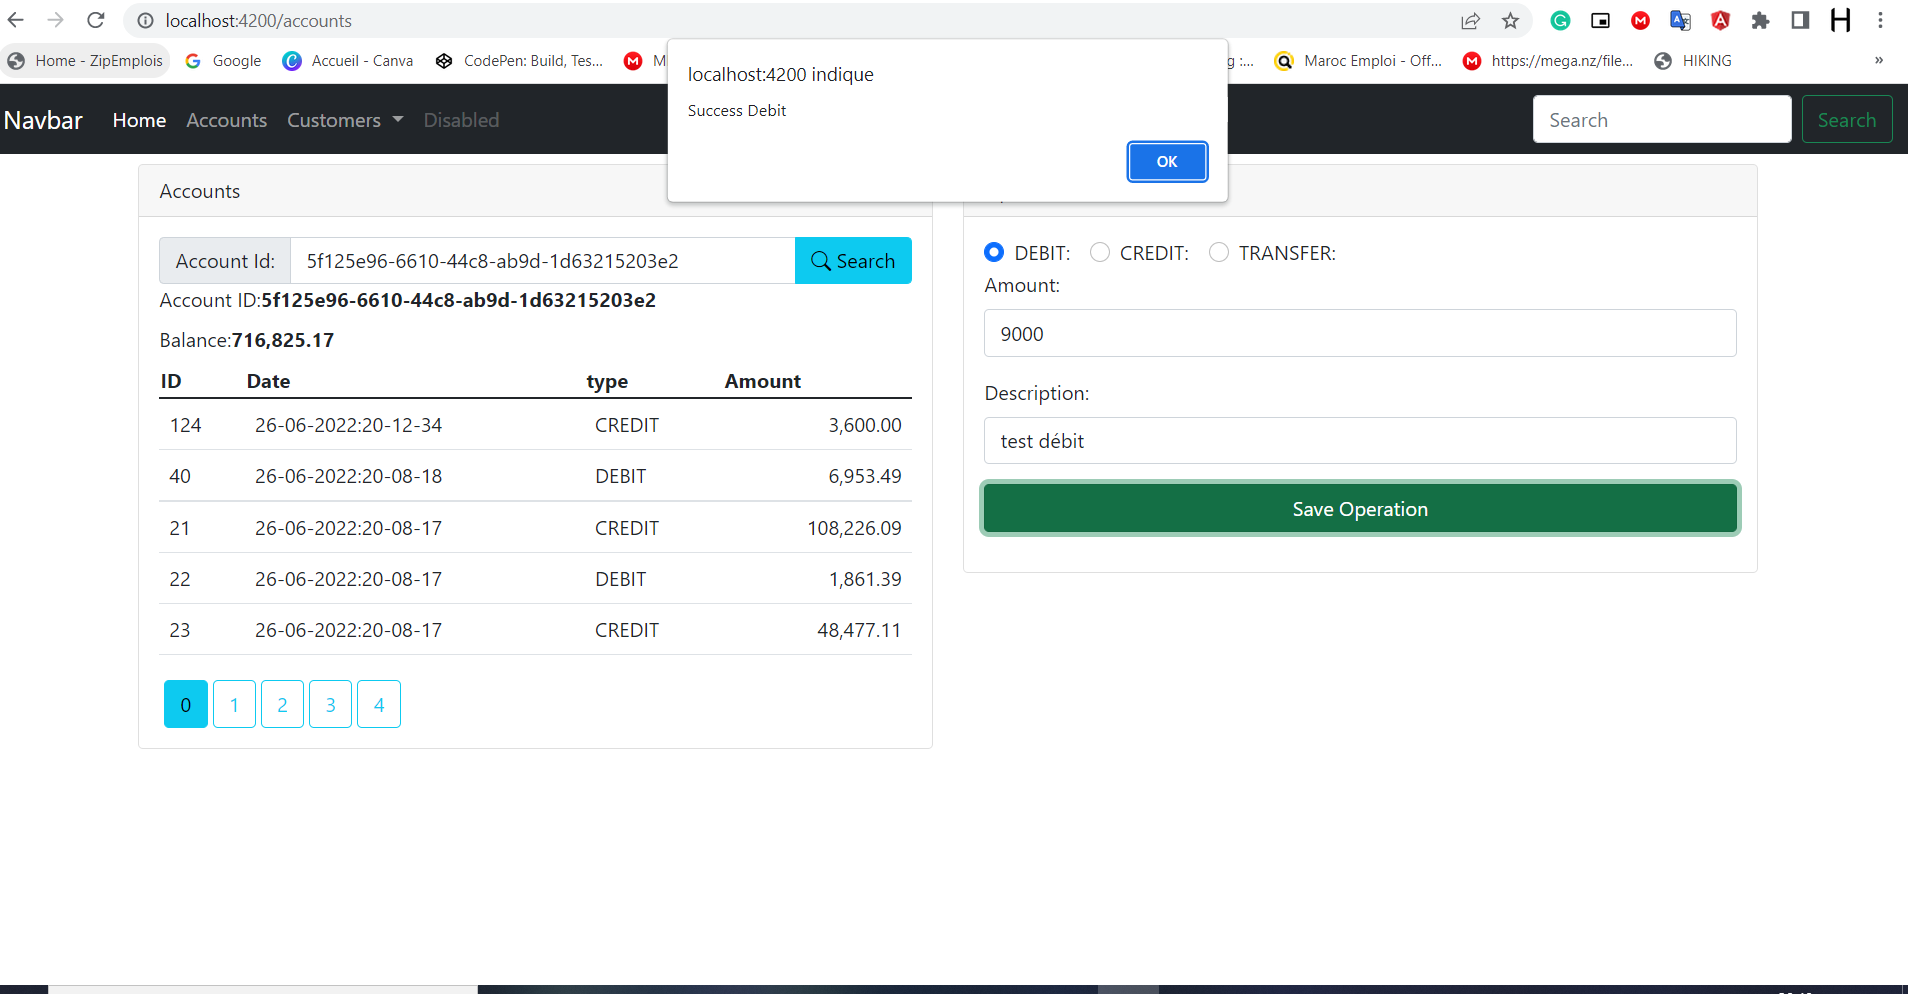 localhost:4200/accounts
Home - ZipEmplois Google Accueil - Canva CodePen: Build, Tes... M g :... Maroc Emploi - Off... https://mega.nz/file... HIKING »
localhost:4200 indique
Success Debit
OK
Navbar Home Accounts Customers Disabled Search Search
Accounts
Account Id: 5f125e96-6610-44c8-ab9d-1d63215203e2 Search
Account ID:5f125e96-6610-44c8-ab9d-1d63215203e2
Balance:716,825.17
ID Date type Amount
124 26-06-2022:20-12-34 CREDIT 3,600.00
40 26-06-2022:20-08-18 DEBIT 6,953.49
21 26-06-2022:20-08-17 CREDIT 108,226.09
22 26-06-2022:20-08-17 DEBIT 1,861.39
23 26-06-2022:20-08-17 CREDIT 48,477.11
0 1 2 3 4
DEBIT: CREDIT: TRANSFER:
Amount:
9000
Description:
test débit
Save Operation